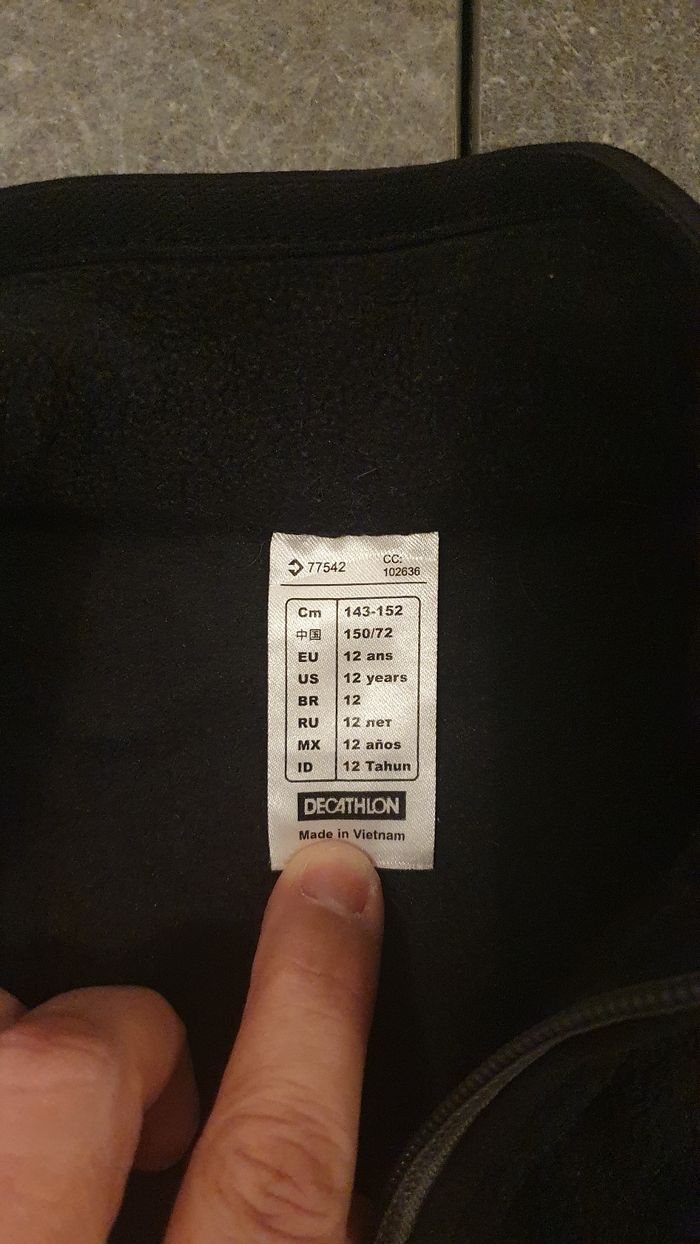 77542 CC:
102636
Cm 143-152
中国 150/72
EU 12 ans
US 12 years
BR 12
RU 12 лет
MX 12 años
ID 12 Tahun
DECATHLON
Made in Vietnam